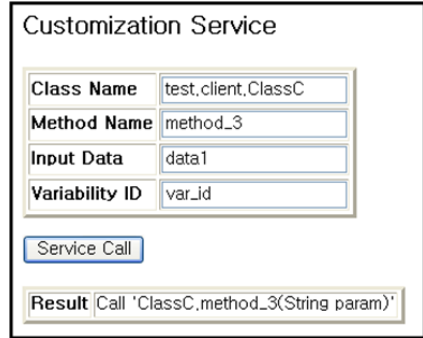 Customization Service
Class Name test.client.ClassC
Method Name method_3
Input Data data1
Variability ID var_id
Service Call
Result Call 'ClassC.method_3(String param)'